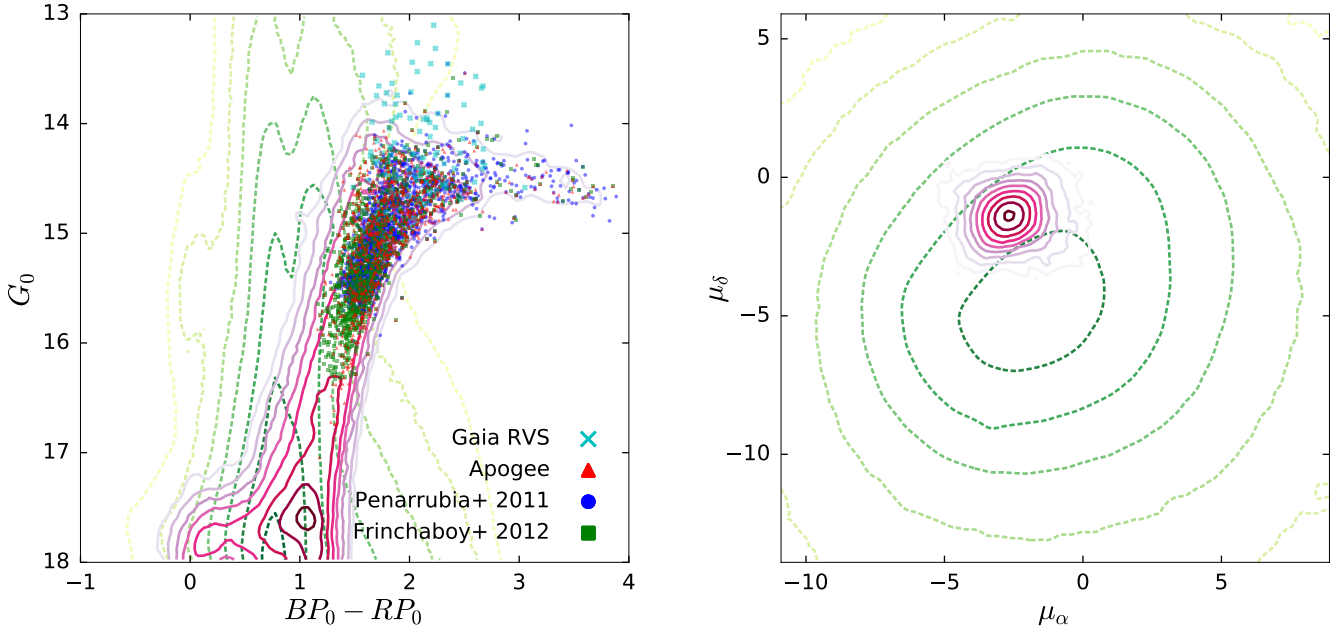 13
14
15
16
17
18
G₀
−1
0
1
2
3
4
BP₀ − RP₀
Gaia RVS
Apogee
Penarrubia+ 2011
Frinchaboy+ 2012
5
0
−5
−10
μδ
−10
−5
0
5
μα